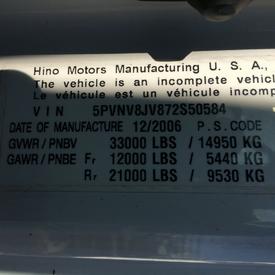 Hino Motors Manufacturing U. S. A.,
The vehicle is an incomplete
Le véhicule est un véhicule
V I N 5PVNV8JV872S50584
DATE OF MANUFACTURE 12/2006 P.S.CODE
GVWR / PNBV 33000 LBS / 14950 KG
GAWR / PNBE Fr 12000 LBS / 5440 KG
Rr 21000 LBS / 9530 KG